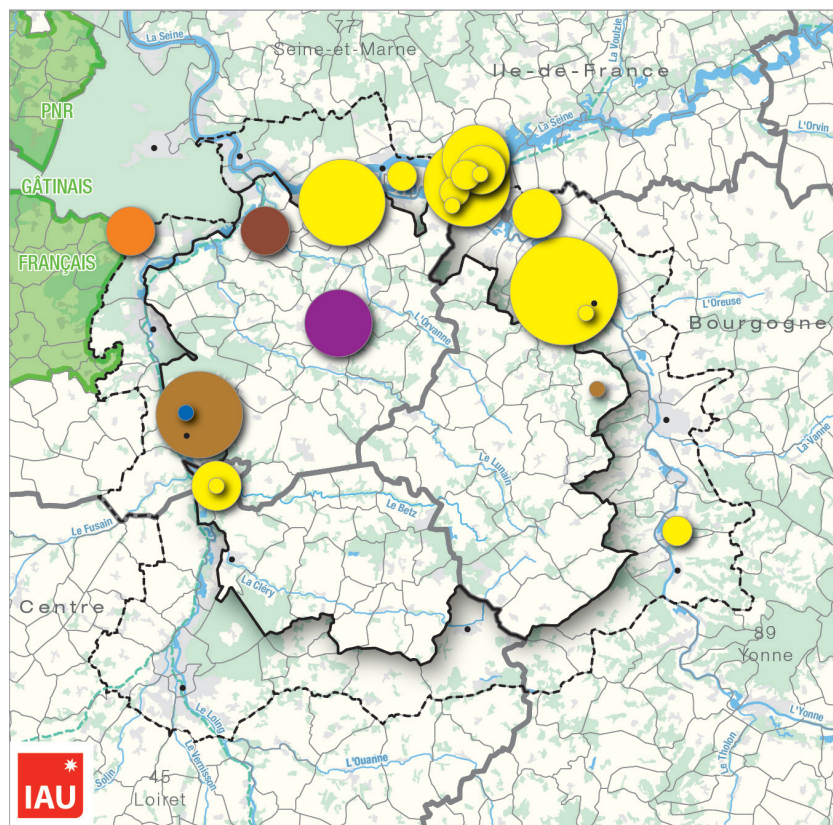 77
La Seine
Seine-et-Marne
La Voulzie
Ile-de-France
La Seine
PNR
L'Orvin
GÂTINAIS
FRANÇAIS
L'Oreuse
L'Orvanne
Bourgogne
La Vanne
Le Lunain
Le Betz
Le Fusain
La Cléry
Centre
89
Yonne
Le Loing
L'Yonne
Le Tholon
L'Ouanne
Le Vernisson
Solin
45
Loiret
IAU